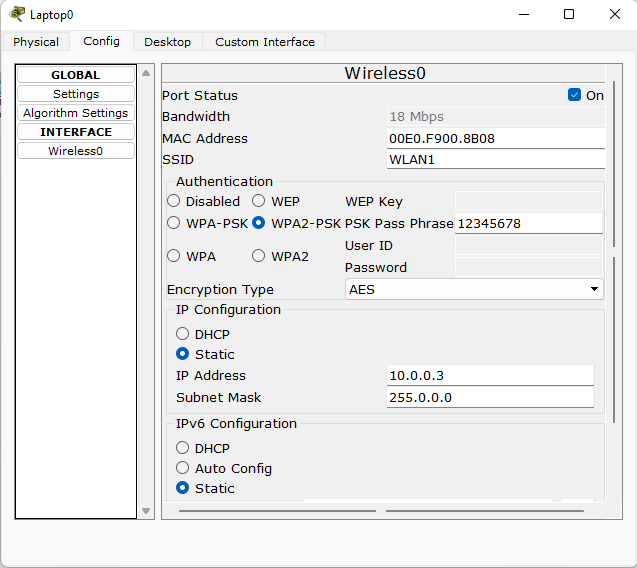 Laptop0
Physical Config Desktop Custom Interface
GLOBAL
Settings
Algorithm Settings
INTERFACE
Wireless0
Wireless0
Port Status On
Bandwidth 18 Mbps
MAC Address 00E0.F900.8B08
SSID WLAN1
Authentication
Disabled WEP WEP Key
WPA-PSK WPA2-PSK PSK Pass Phrase 12345678
User ID
WPA WPA2
Password
Encryption Type AES
IP Configuration
DHCP
Static
IP Address 10.0.0.3
Subnet Mask 255.0.0.0
IPv6 Configuration
DHCP
Auto Config
Static